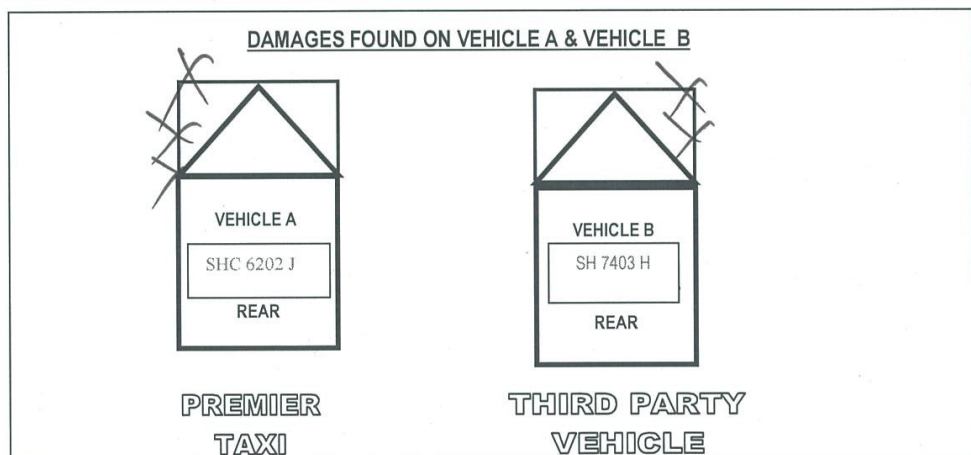 DAMAGES FOUND ON VEHICLE A & VEHICLE B
VEHICLE A
SHC 6202 J
REAR
PREMIER
TAXI
VEHICLE B
SH 7403 H
REAR
THIRD PARTY
VEHICLE